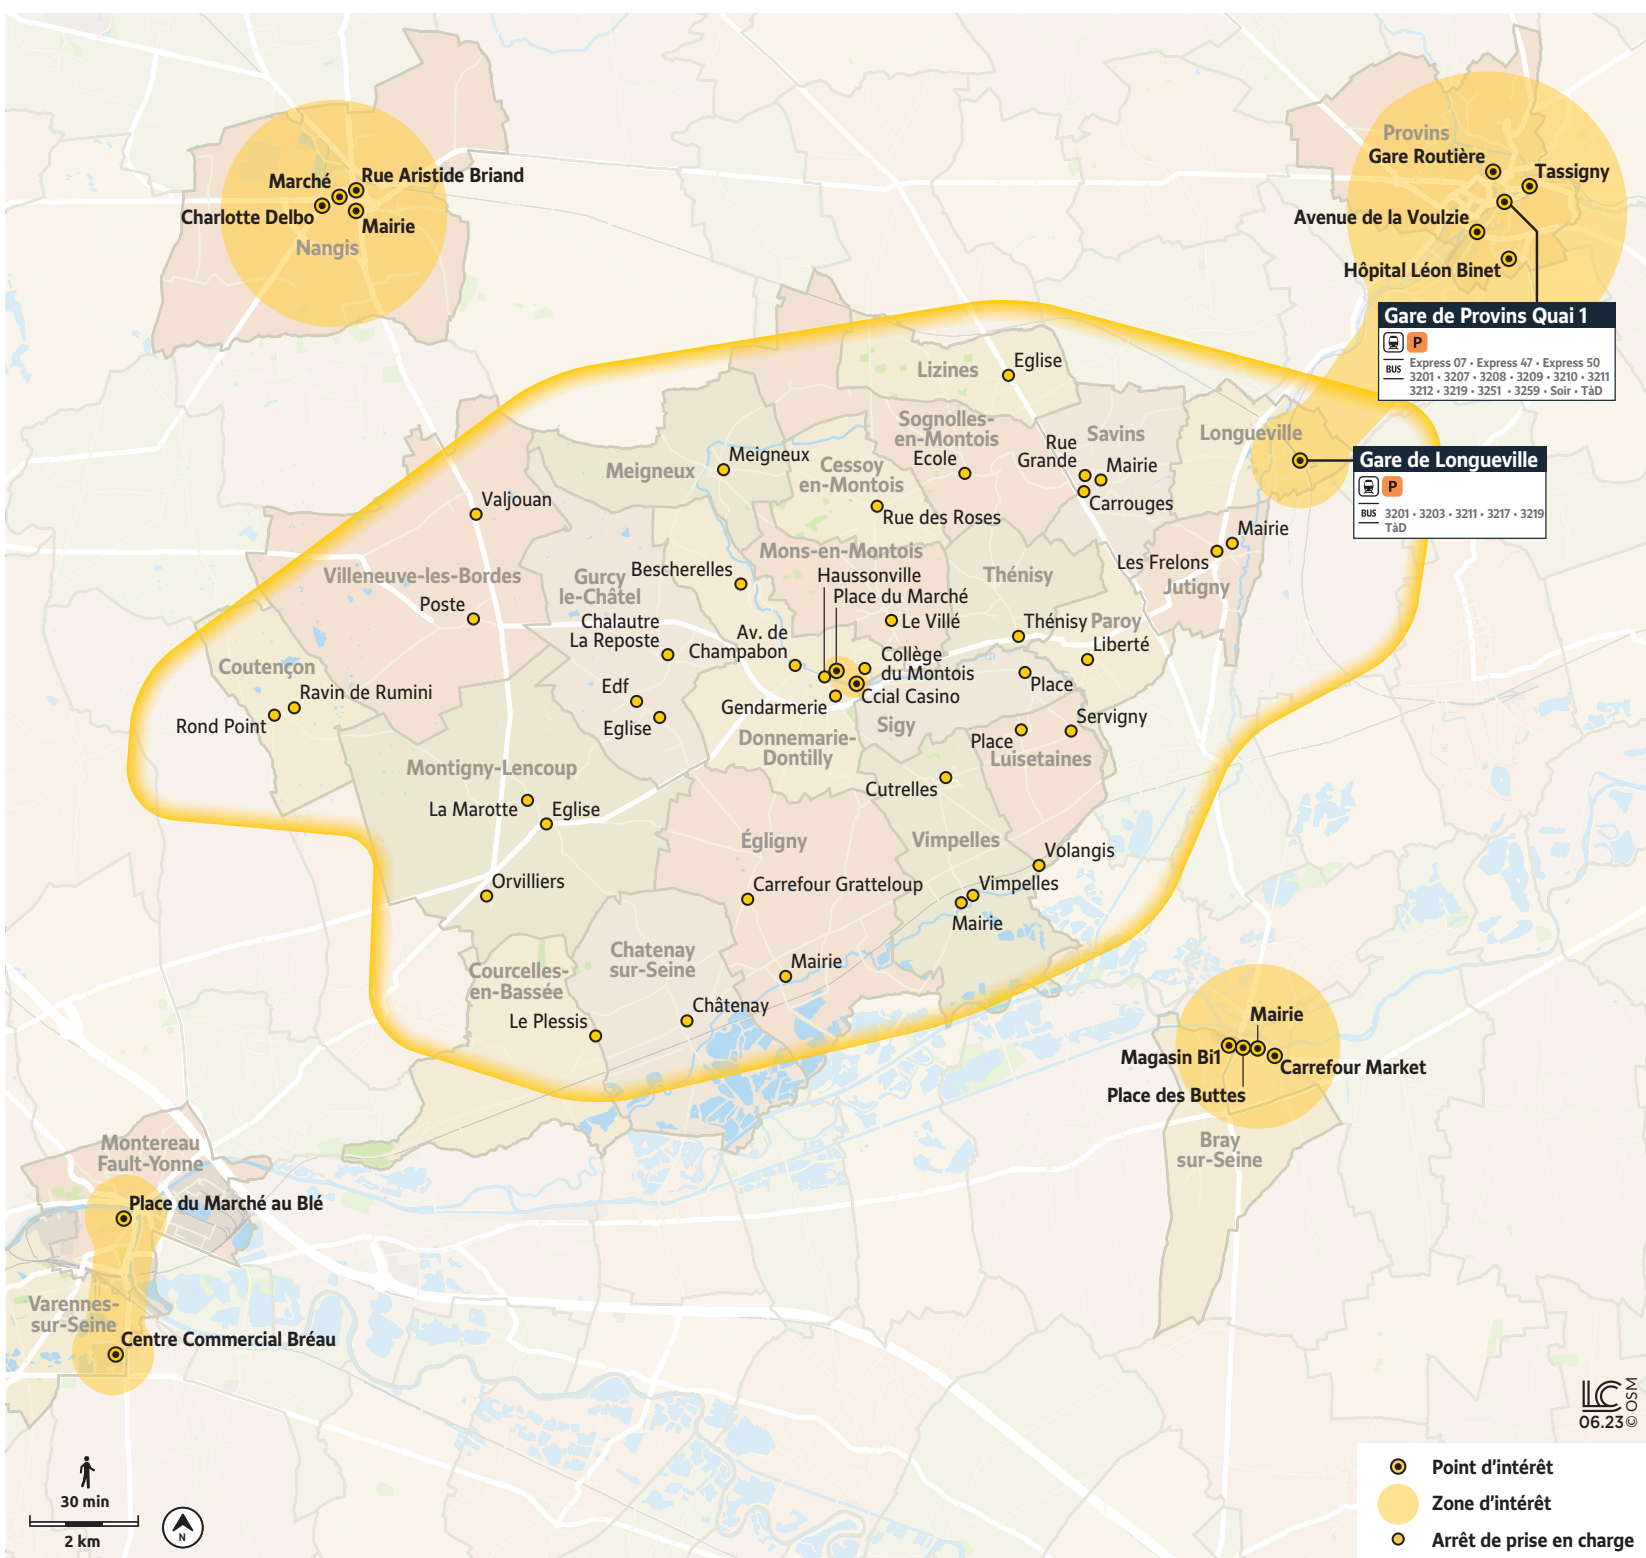 Marché
Rue Aristide Briand
Charlotte Delbo
Mairie
Nangis
Provins
Gare Routière
Tassigny
Avenue de la Voulzie
Hôpital Léon Binet
Gare de Provins Quai 1
P
BUS
Express 07 • Express 47 • Express 50
3201 • 3207 • 3208 • 3209 • 3210 • 3211
3212 • 3219 • 3251 • 3259 • Soir • TàD
Lizines
Eglise
Sognolles-
en-Montois
Ecole
Savins
Rue
Grande
Mairie
Carrouges
Longueville
Gare de Longueville
P
BUS
3201 • 3203 • 3211 • 3217 • 3219
TàD
Meigneux
Meigneux
Cessoy
en-Montois
Rue des Roses
Valjouan
Villeneuve-les-Bordes
Poste
Gurcy
le-Châtel
Bescherelles
Chalautre
La Reposte
Mons-en-Montois
Haussonville
Place du Marché
Le Villé
Thénisy
Thénisy
Paroy
Liberté
Mairie
Les Frelons
Jutigny
Av. de
Champabon
Collège
du Montois
Ccial Casino
Gendarmerie
Sigy
Place
Donnemarie-
Dontilly
Coutençon
Ravin de Rumini
Rond Point
Edf
Eglise
Place
Servigny
Luisetaines
Montigny-Lencoup
La Marotte
Eglise
Orvilliers
Cutrelles
Égligny
Carrefour Gratteloup
Vimpelles
Volangis
Vimpelles
Mairie
Chatenay
sur-Seine
Mairie
Châtenay
Courcelles-
en-Bassée
Le Plessis
Mairie
Magasin Bi1
Carrefour Market
Place des Buttes
Bray
sur-Seine
Montereau
Fault-Yonne
Place du Marché au Blé
Varennes-
sur-Seine
Centre Commercial Bréau
LC
06.23 © OSM
30 min
2 km
N
Point d'intérêt
Zone d'intérêt
Arrêt de prise en charge